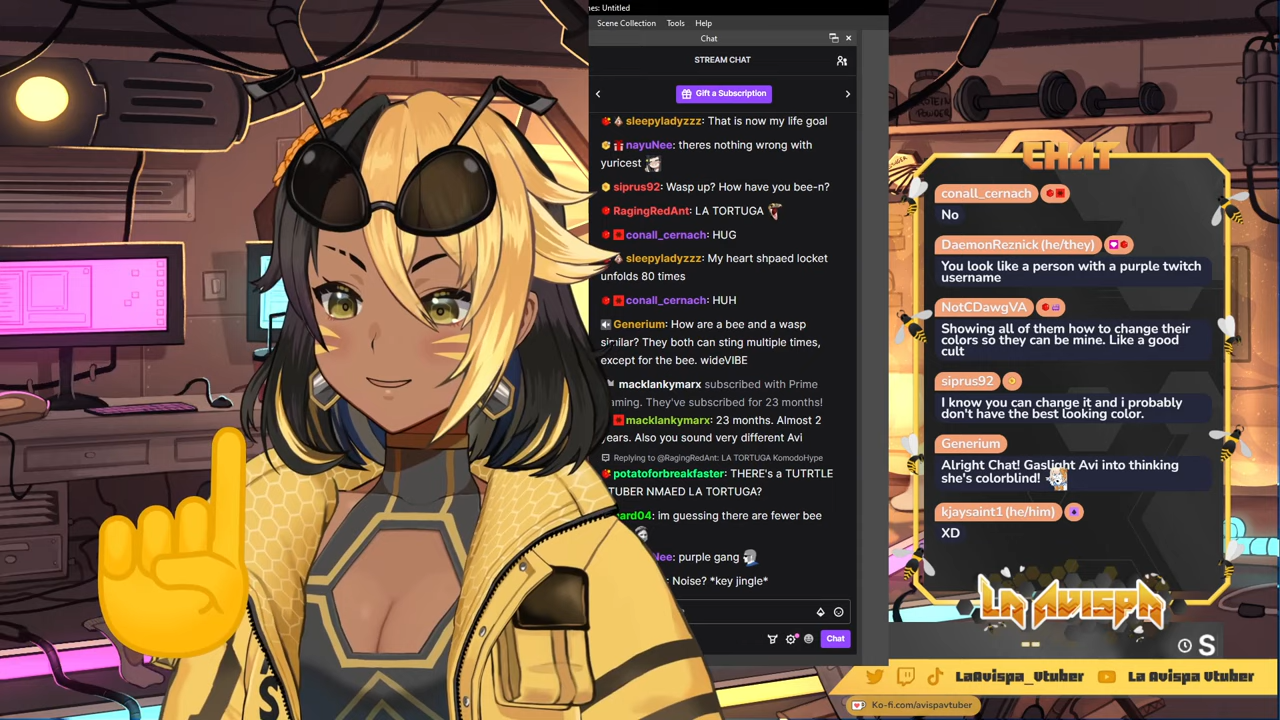 nes: Untitled
Scene Collection Tools Help
Chat
STREAM CHAT
Gift a Subscription
sleepyladyzzz: That is now my life goal
nayuNee: theres nothing wrong with
yuricest
siprus92: Wasp up? How have you bee-n?
RagingRedAnt: LA TORTUGA
conall_cernach: HUG
sleepyladyzzz: My heart shpaed locket
unfolds 80 times
conall_cernach: HUH
Generium: How are a bee and a wasp
similar? They both can sting multiple times,
except for the bee. wideVIBE
macklankymarx subscribed with Prime
aming. They've subscribed for 23 months!
macklankymarx: 23 months. Almost 2
ears. Also you sound very different Avi
Replying to @RagingRedAnt: LA TORTUGA KomodoHype
potatoforbreakfaster: THERE's a TUTRTLE
TUBER NMAED LA TORTUGA?
ard04: im guessing there are fewer bee
Nee: purple gang
: Noise? *key jingle*
Chat
PROTEIN
POWDER
CHAT
conall_cernach
No
DaemonReznick (he/they)
You look like a person with a purple twitch
username
NotCDawgVA
Showing all of them how to change their
colors so they can be mine. Like a good
cult
siprus92
I know you can change it and i probably
don't have the best looking color.
Generium
Alright Chat! Gaslight Avi into thinking
she's colorblind!
kjaysaint1 (he/him)
XD
LA AVISPA
-- S
LaAvispa_Vtuber La Avispa Vtuber
Ko-fi.com/avispavtuber